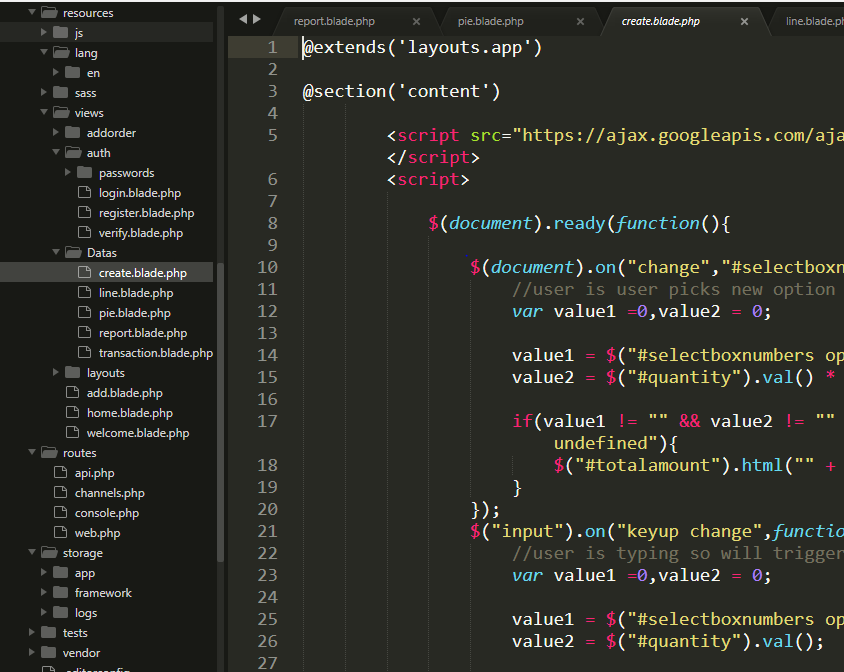 resources
js
lang
en
sass
views
addorder
auth
passwords
login.blade.php
register.blade.php
verify.blade.php
Datas
create.blade.php
line.blade.php
pie.blade.php
report.blade.php
transaction.blade.php
layouts
add.blade.php
home.blade.php
welcome.blade.php
routes
api.php
channels.php
console.php
web.php
storage
app
framework
logs
tests
vendor
report.blade.php × pie.blade.php × create.blade.php × line.blade.ph
1 @extends('layouts.app')
2
3 @section('content')
4
5 <script src="https://ajax.googleapis.com/aja
</script>
6 <script>
7
8 $(document).ready(function(){
9
10 $(document).on("change","#selectboxn
11 //user is user picks new option
12 var value1 =0,value2 = 0;
13
14 value1 = $("#selectboxnumbers op
15 value2 = $("#quantity").val() *
16
17 if(value1 != "" && value2 != ""
undefined"){
18 $("#totalamount").html("" +
19 }
20 });
21 $("input").on("keyup change",functio
22 //user is typing so will trigger
23 var value1 =0,value2 = 0;
24
25 value1 = $("#selectboxnumbers op
26 value2 = $("#quantity").val();
27